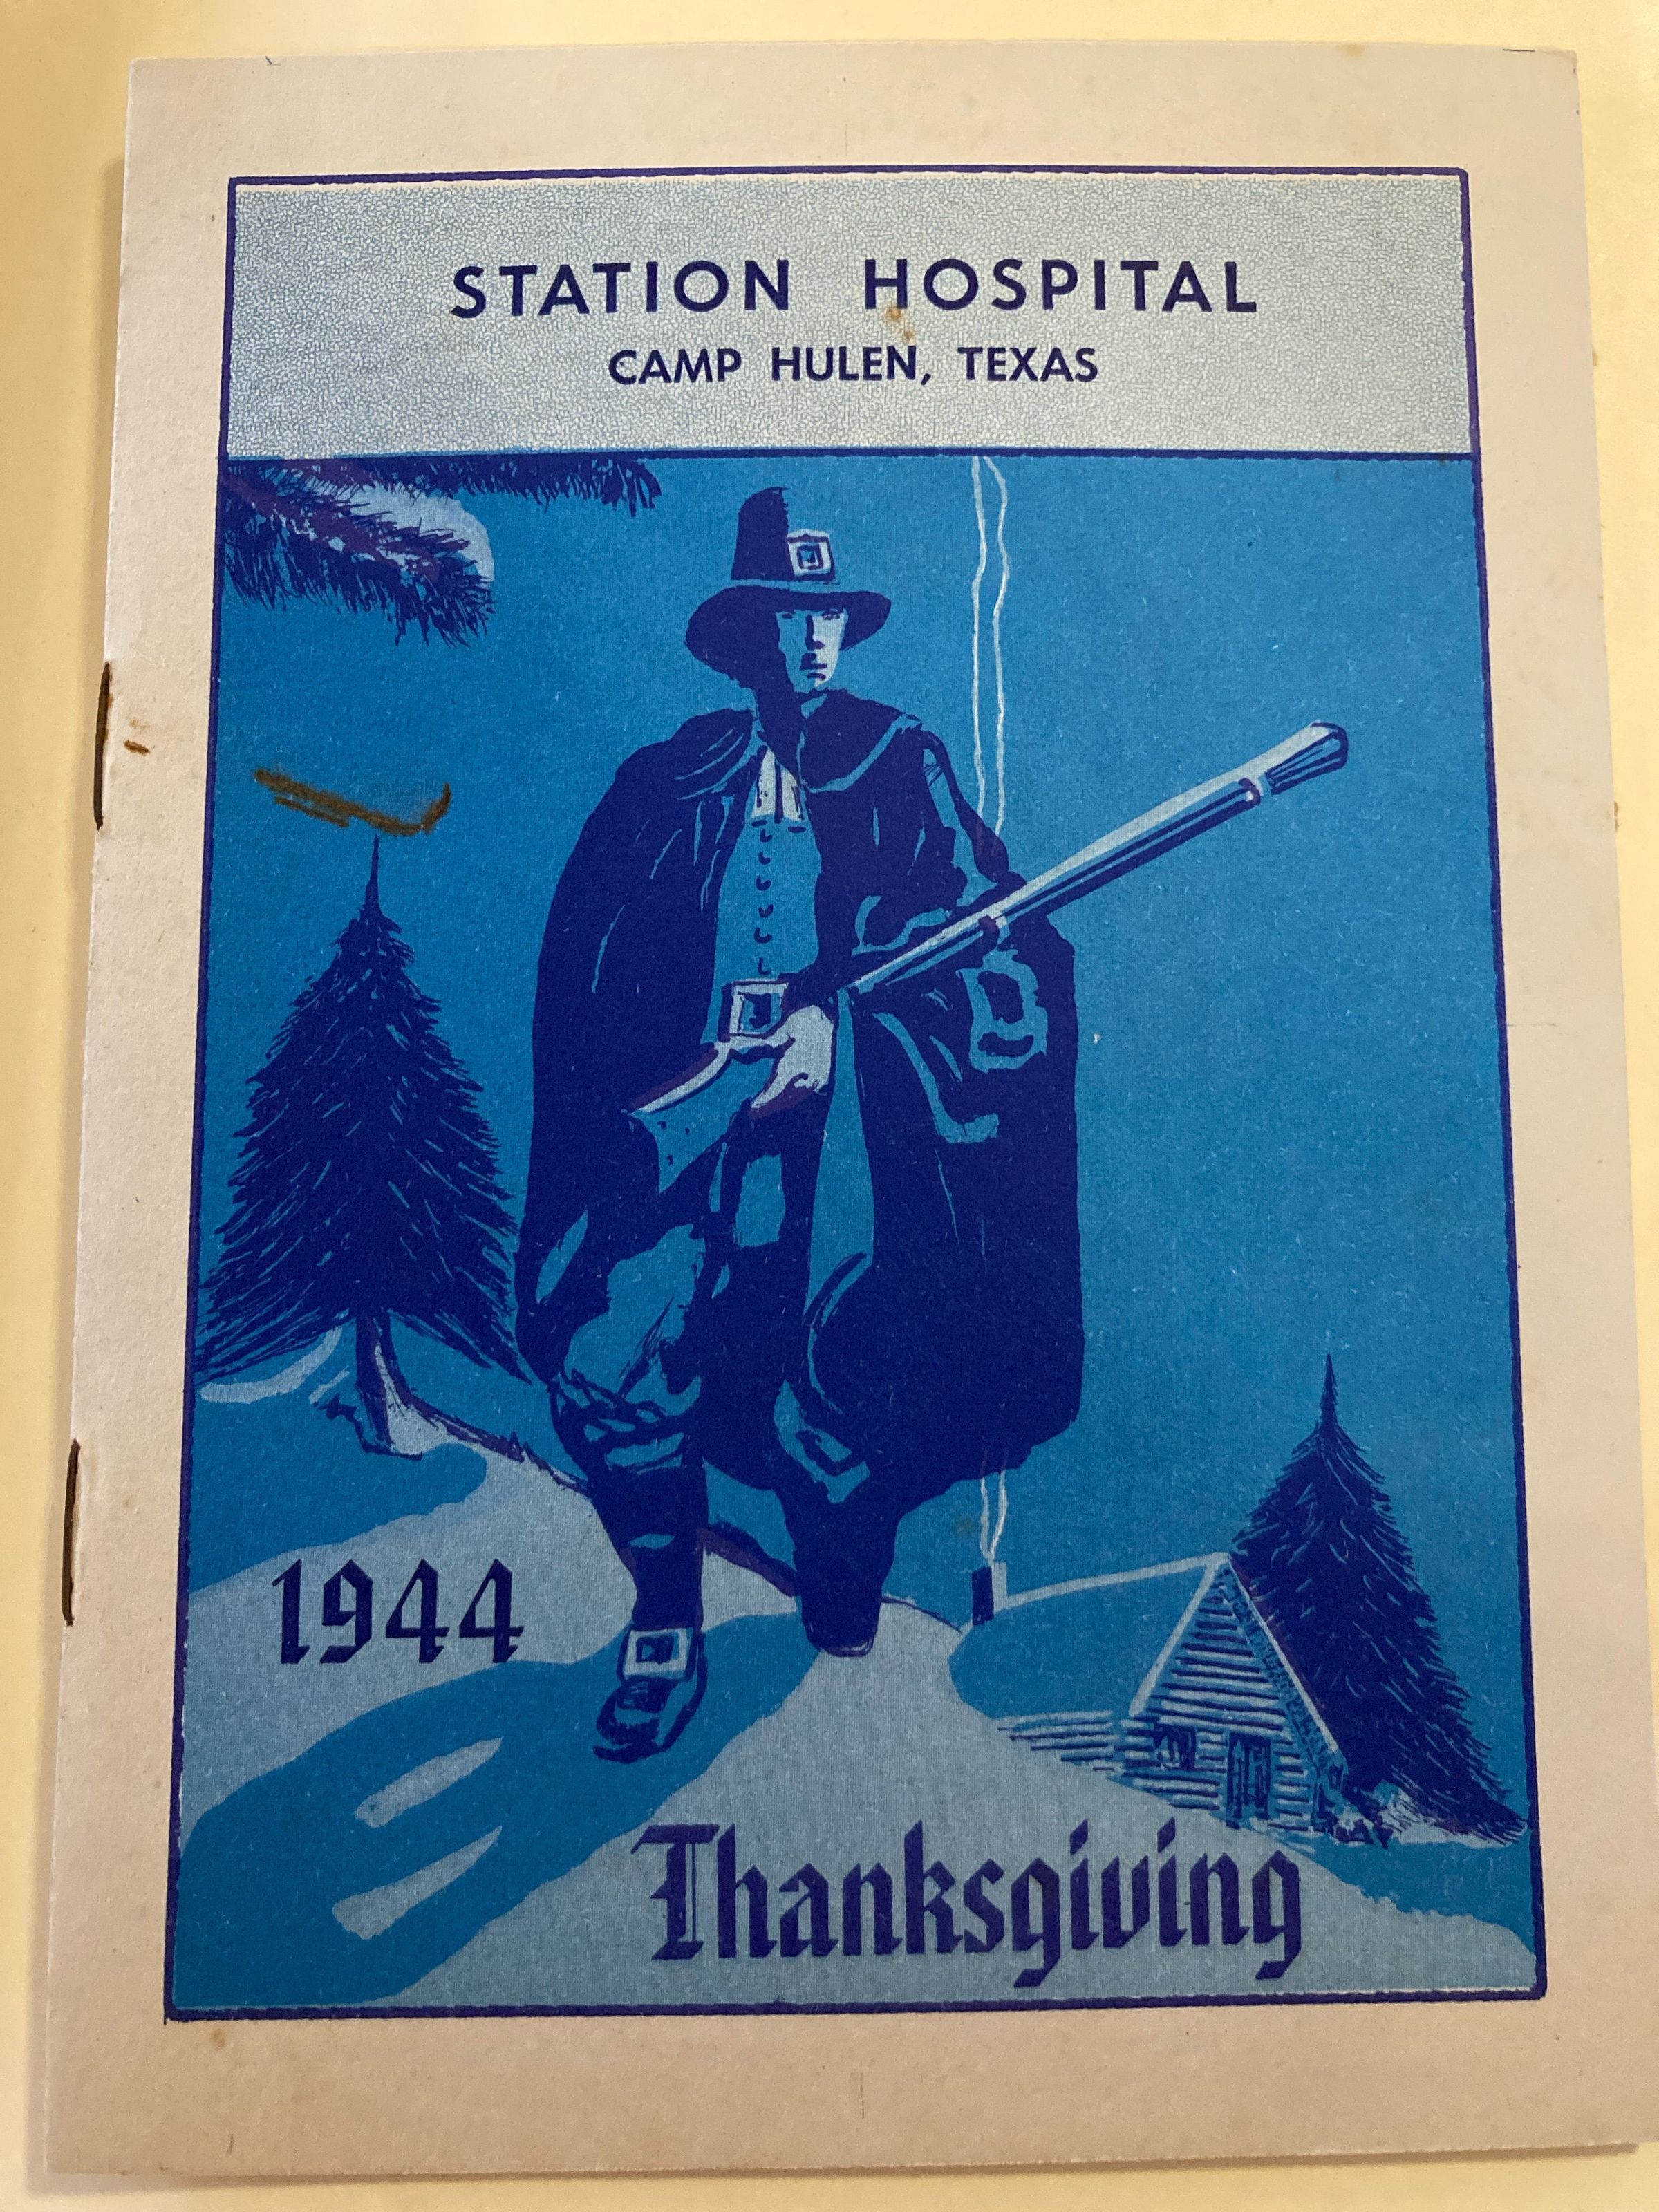 STATION HOSPITAL
CAMP HULEN, TEXAS
1944
Thanksgiving